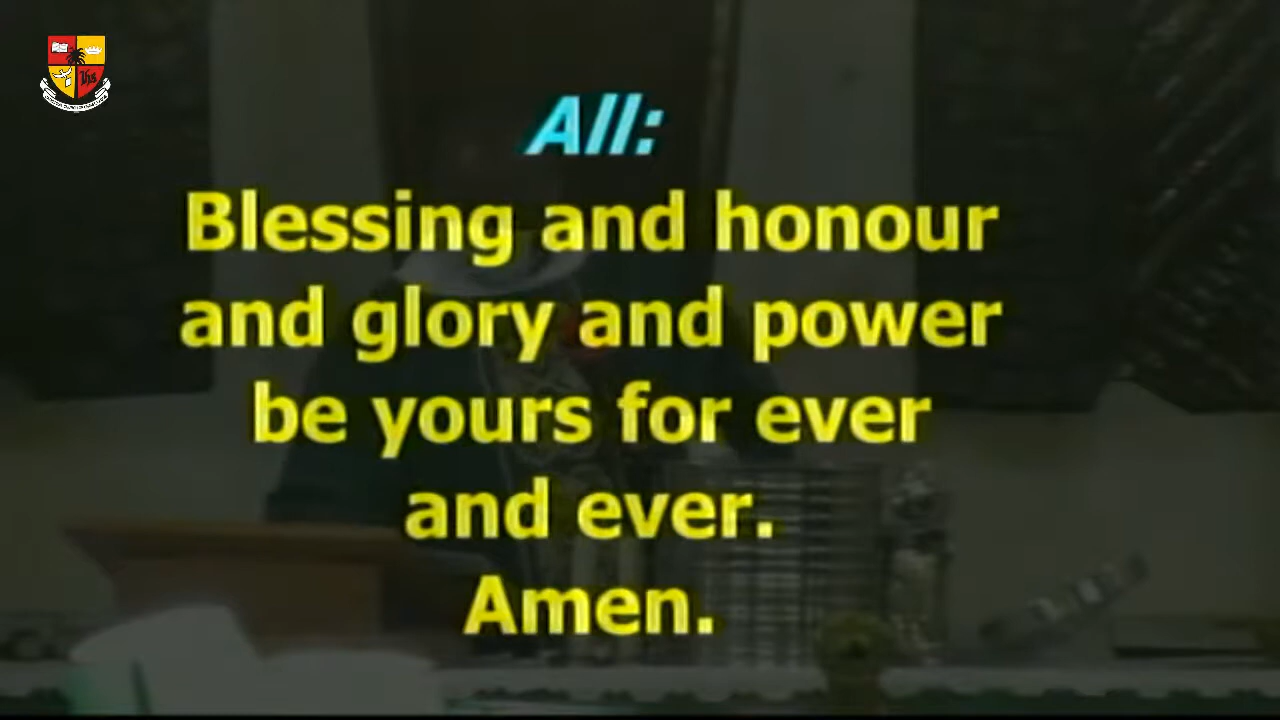 All:
Blessing and honour
and glory and power
be yours for ever
and ever.
Amen.